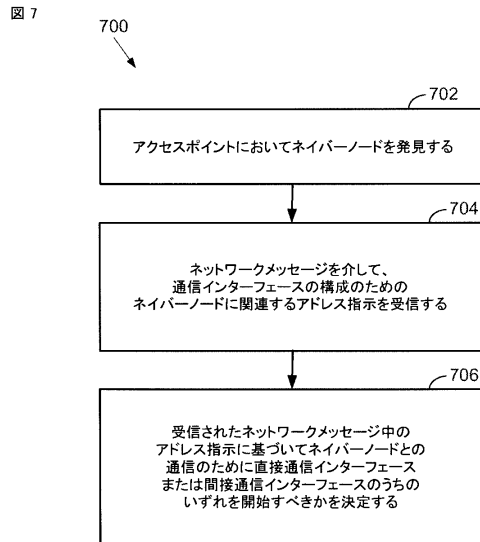 図 7
700
702
アクセスポイントにおいてネイバーノードを発見する
704
ネットワークメッセージを介して、
通信インターフェースの構成のための
ネイバーノードに関連するアドレス指示を受信する
706
受信されたネットワークメッセージ中の
アドレス指示に基づいてネイバーノードとの
通信のために直接通信インターフェース
または間接通信インターフェースのうちの
いずれを開始すべきかを決定する